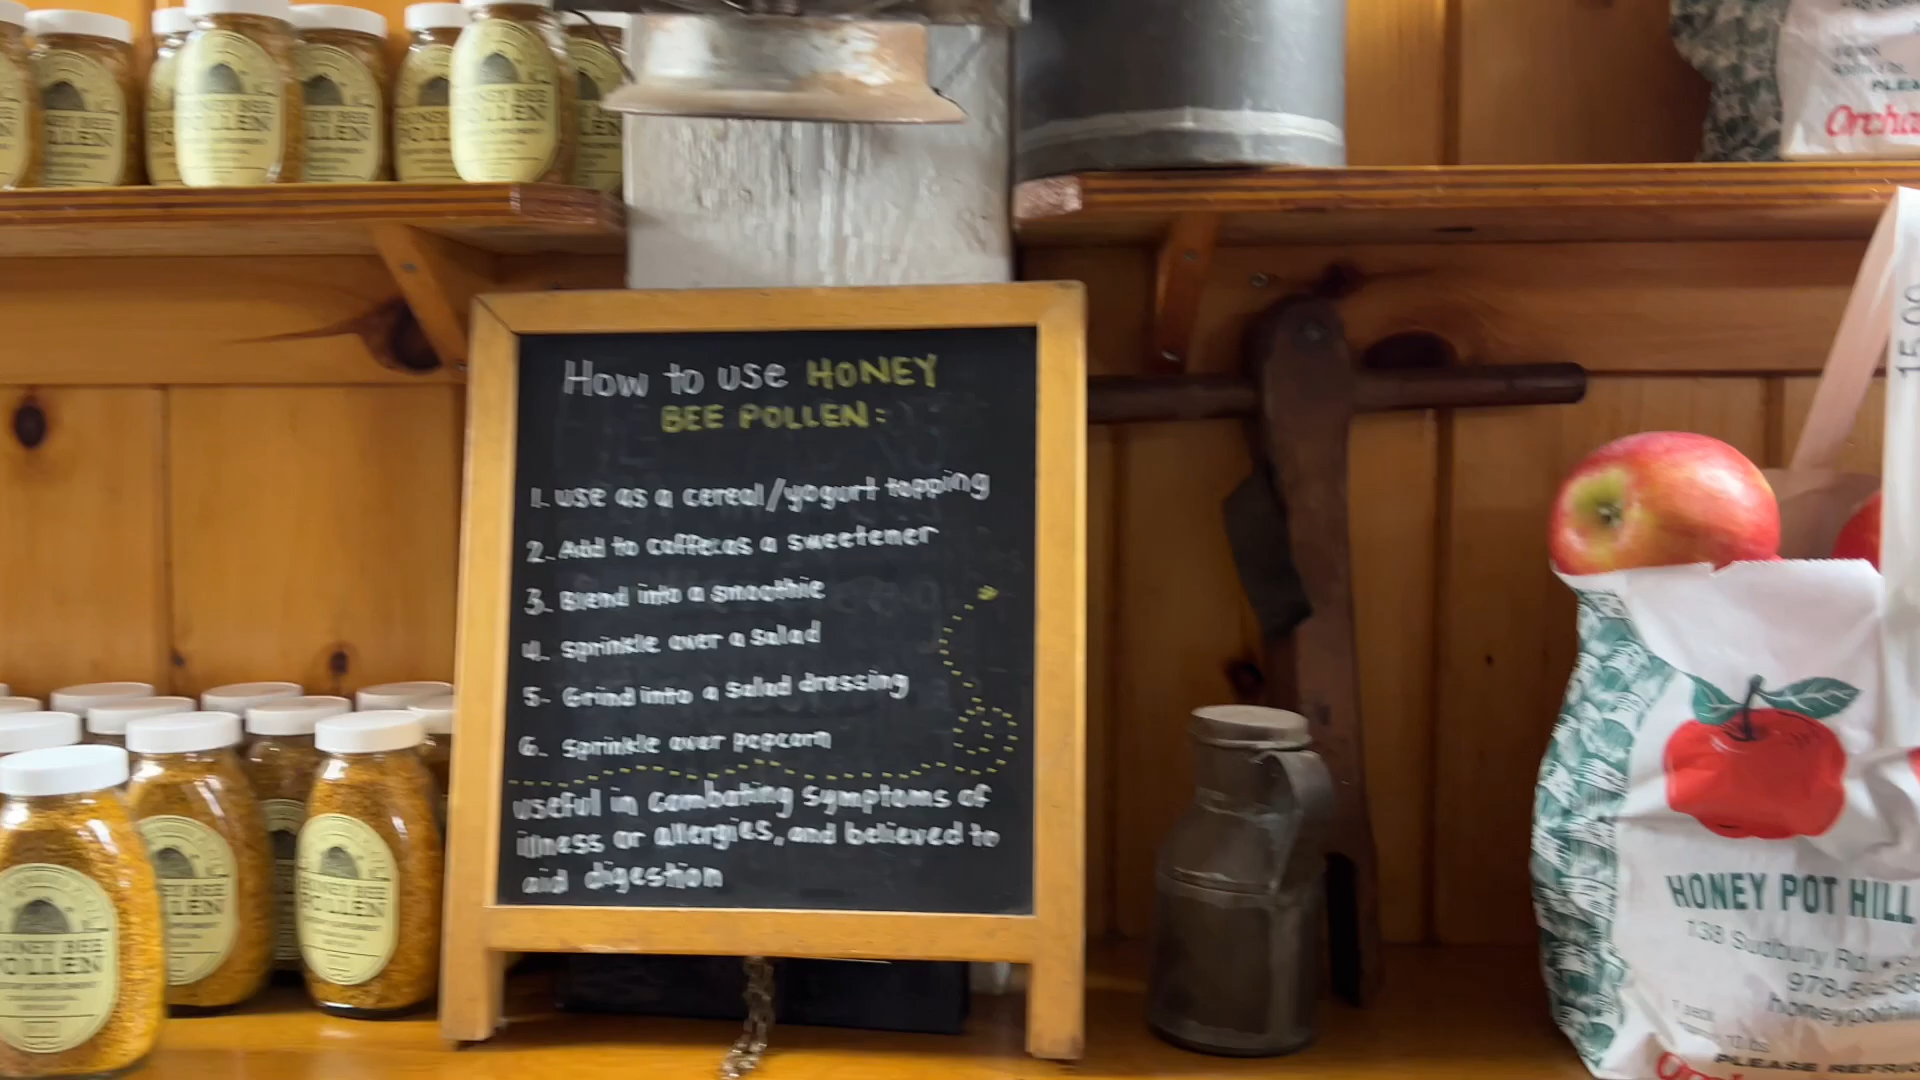 How to use HONEY
BEE POLLEN:
1. use as a cereal/yogurt topping
2. Add to coffee as a sweetener
3. Blend into a smoothie
4. sprinkle over a salad
5. Grind into a salad dressing
6. sprinkle over popcorn
useful in combating symptoms of
illness or allergies, and believed to
aid digestion
HONEY BEE
POLLEN
HONEY POT HILL
138 Sudbury Rd.
PLEASE